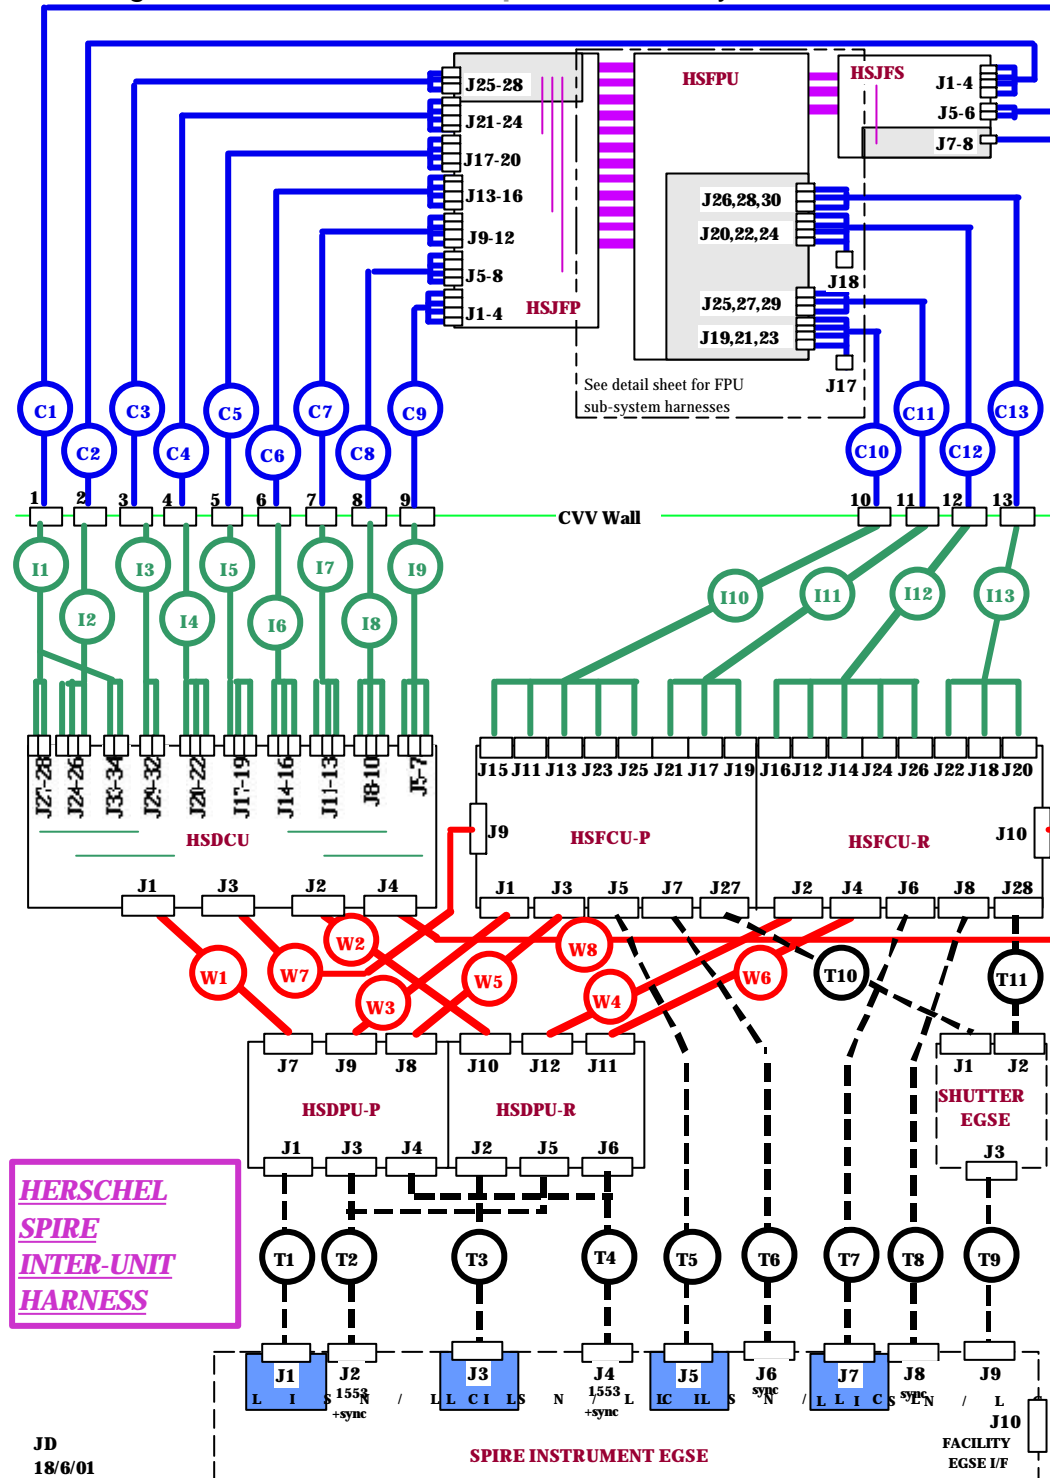 HSFPU
HSJFS
J25-28
J1-4
J21-24
J5-6
J17-20
J7-8
J13-16
J26,28,30
J9-12
J20,22,24
J5-8
J18
J1-4
HSJFP
J25,27,29
J19,21,23
J17
See detail sheet for FPU
sub-system harnesses
C1 C3 C5 C7 C9 C11 C13
C2 C4 C6 C8 C10 C12
1 2 3 4 5 6 7 8 9 10 11 12 13
CVV Wall
I1 I3 I5 I7 I9
I2 I4 I6 I8 I10 I11 I12 I13
J24-26 J33-34 J29-32 J20-22 J14-16 J11-13 J8-10 J5-7
J15 J11 J13 J23 J25 J21 J17 J19 J16 J12 J14 J24 J26 J22 J18 J20
HSDCU
J9
HSFCU-P
HSFCU-R
J10
J1 J3 J2 J4
J1 J3 J5 J7 J27 J2 J4 J6 J8 J28
W1 W7 W2 W3 W5 W8 W4 W6 T10 T11
J7 J9 J8 J10 J12 J11 J1 J2
HSDPU-P
HSDPU-R
SHUTTER
EGSE
J1 J3 J4 J2 J5 J6 J3
HERSCHEL
SPIRE
INTER-UNIT
HARNESS
T1 T2 T3 T4 T5 T6 T7 T8 T9
J1 J2 J3 J4 J5 J6 J7 J8 J9
1553
+sync
1553
+sync
sync
sync
J10
JD
18/6/01
SPIRE INSTRUMENT EGSE
FACILITY
EGSE I/F